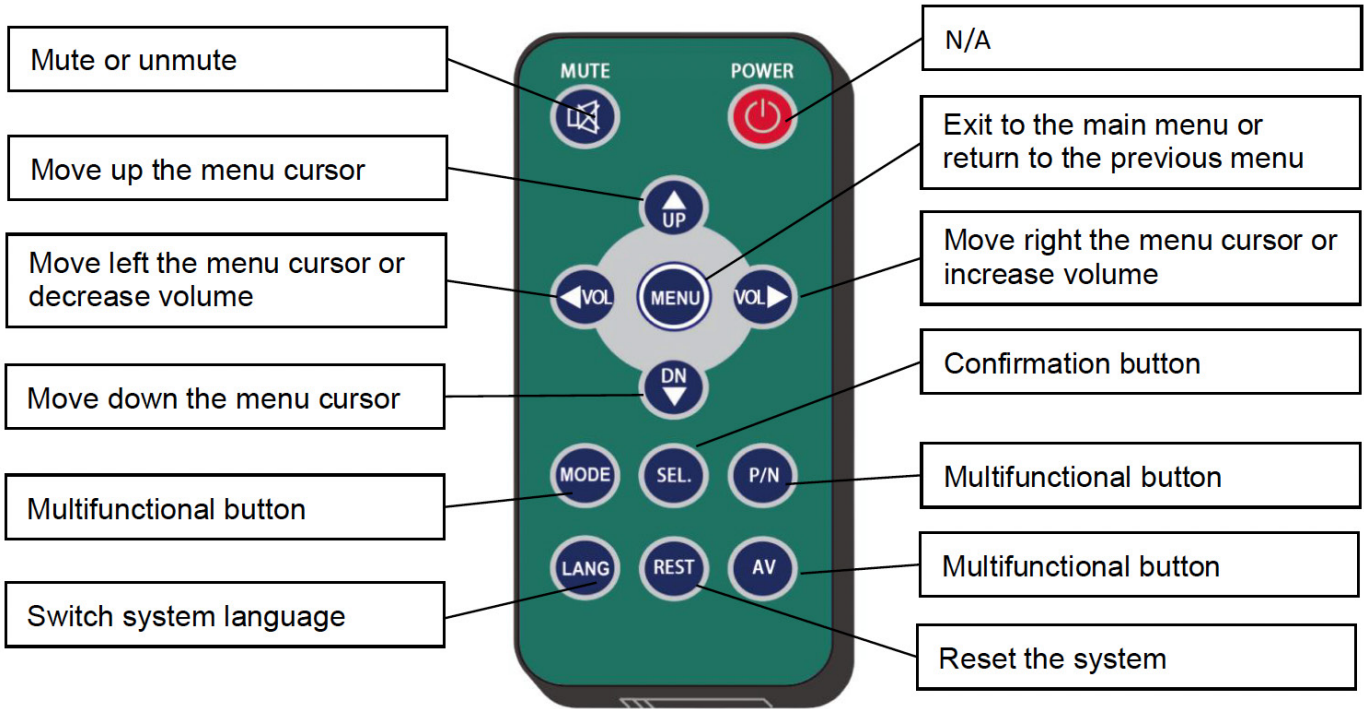 Mute or unmute
Move up the menu cursor
Move left the menu cursor or
decrease volume
Move down the menu cursor
Multifunctional button
Switch system language
MUTE
POWER
UP
VOL
MENU
VOL
DN
MODE
SEL.
P/N
LANG
REST
AV
N/A
Exit to the main menu or
return to the previous menu
Move right the menu cursor or
increase volume
Confirmation button
Multifunctional button
Multifunctional button
Reset the system